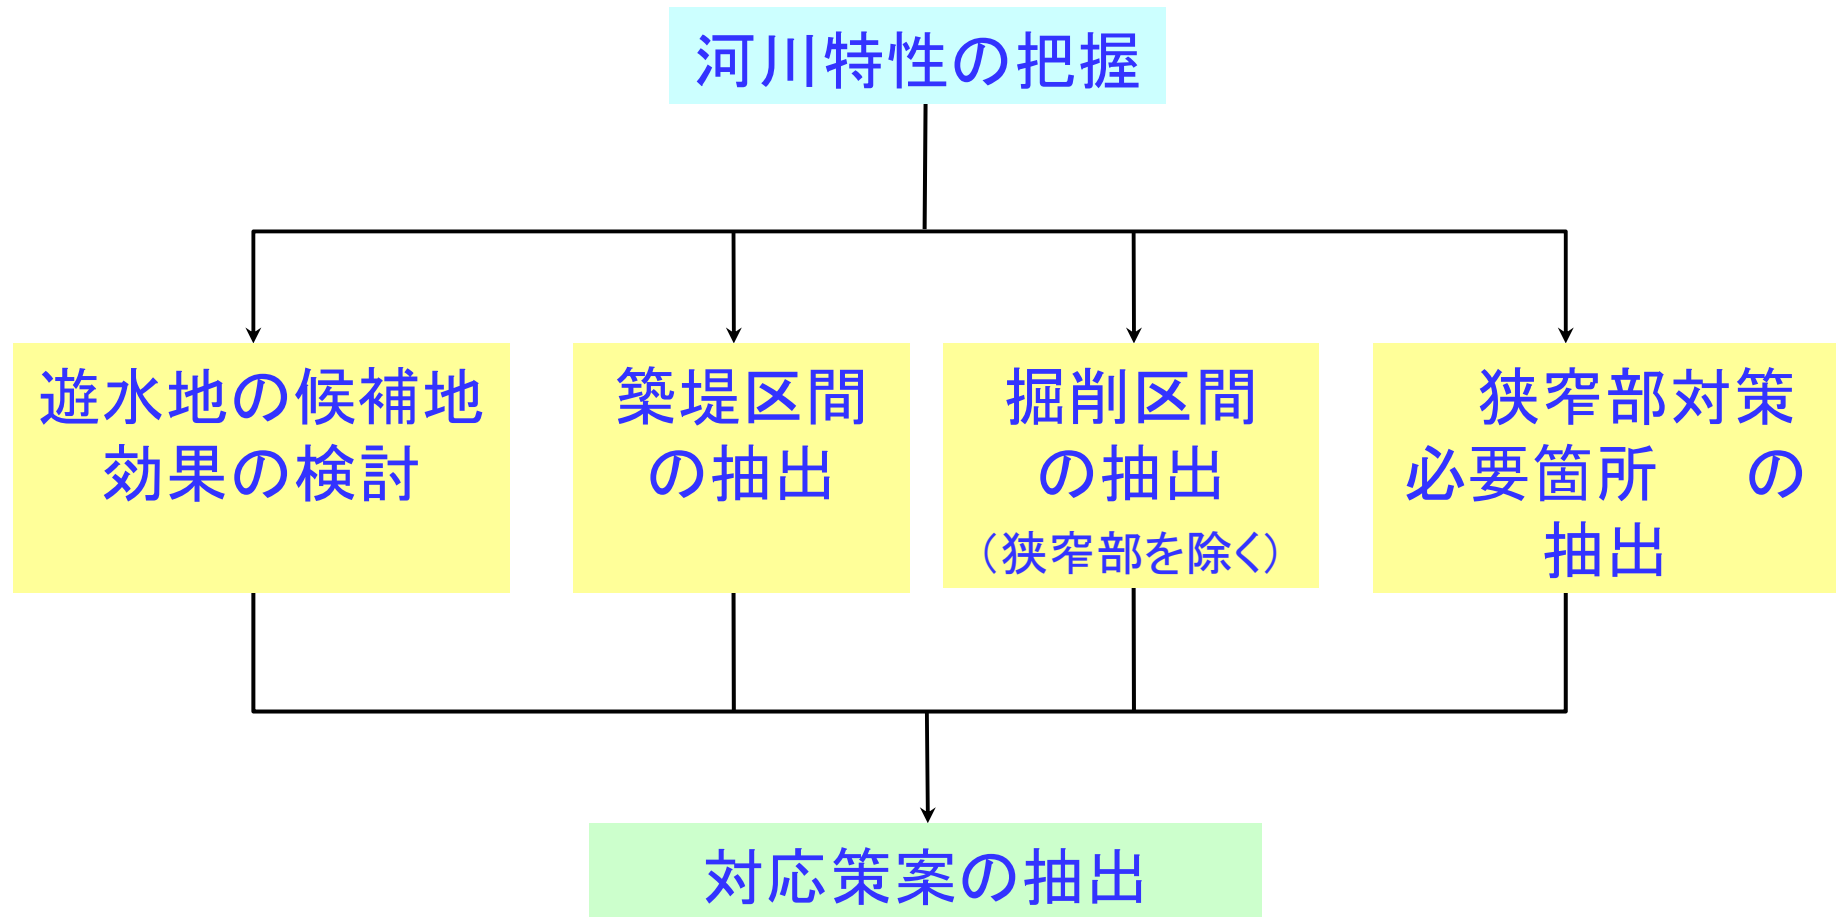 河川特性の把握
遊水地の候補地
効果の検討
築堤区間
の抽出
掘削区間
の抽出
（狭窄部を除く）
狭窄部対策
必要箇所　の
抽出
対応策案の抽出